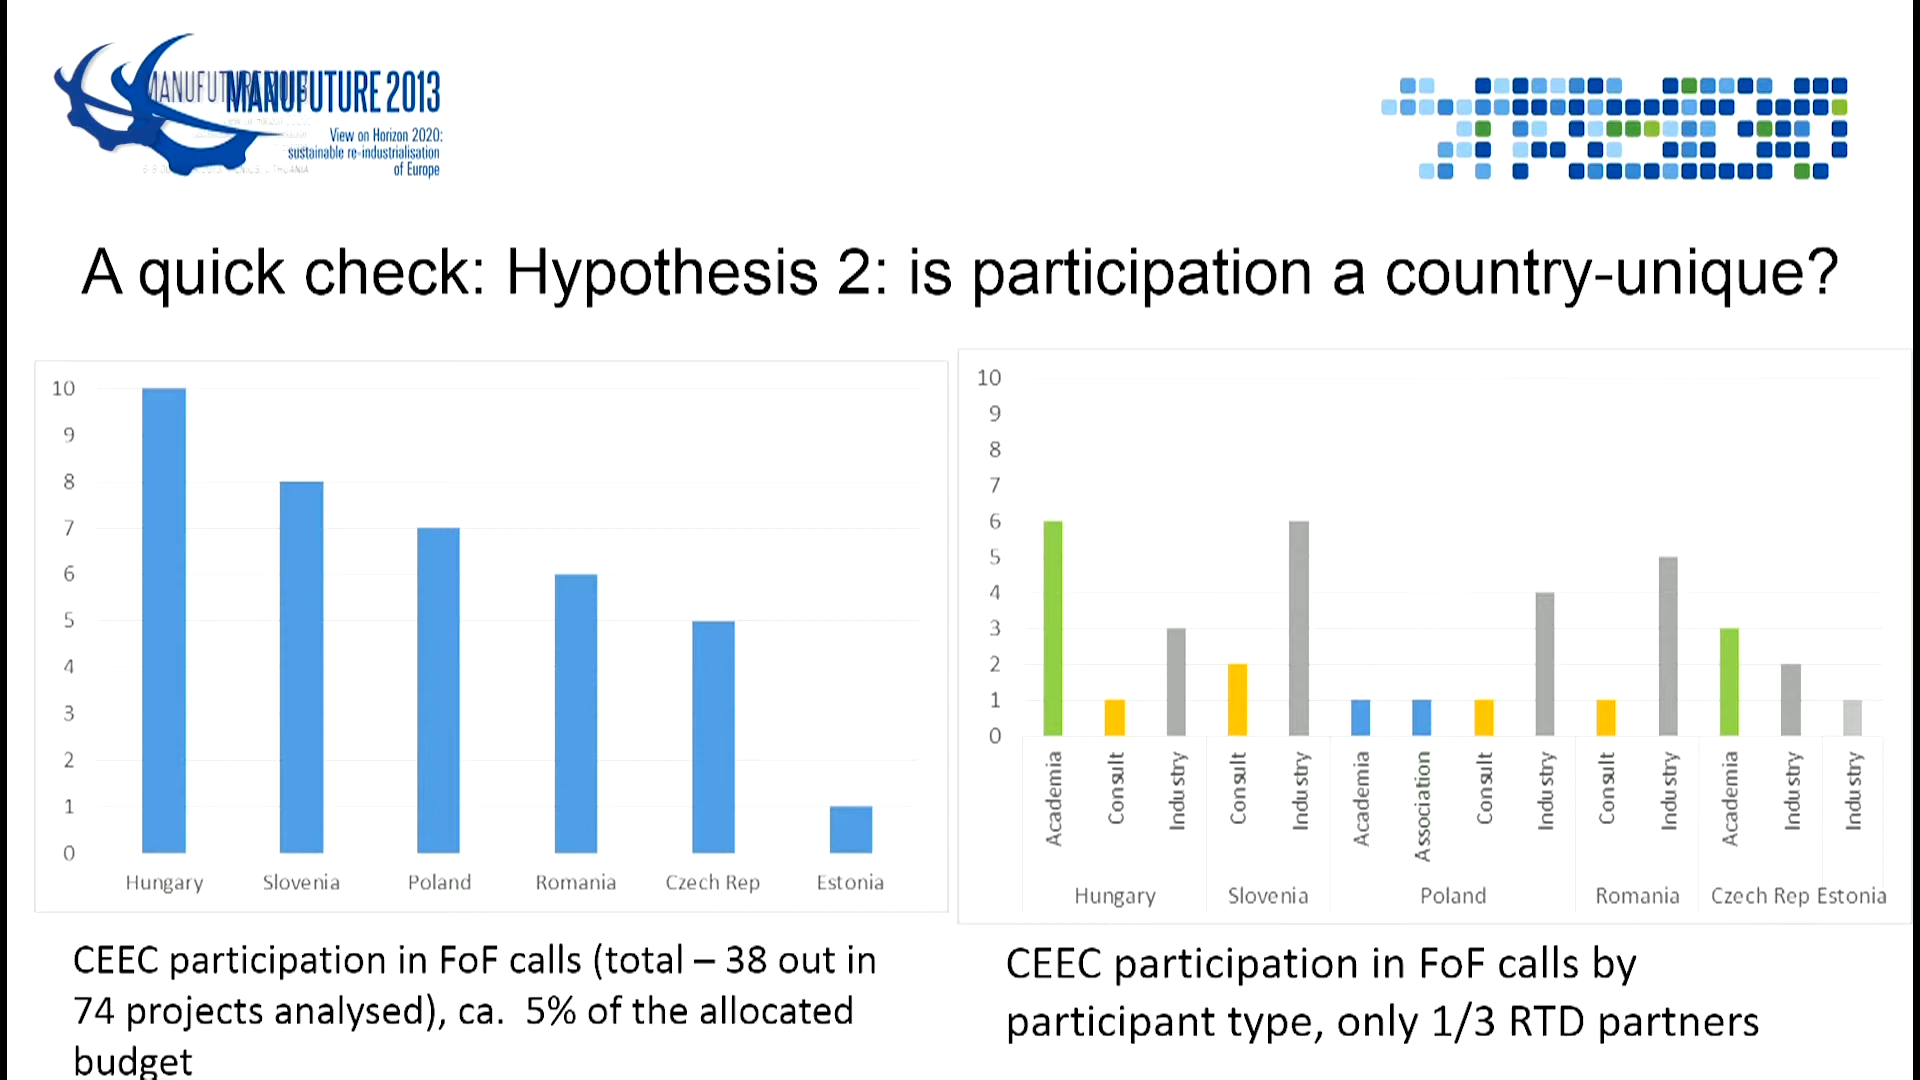 MANUFUTURE 2013
View on Horizon 2020:
sustainable re-industrialisation
of Europe
A quick check: Hypothesis 2: is participation a country-unique?
10
9
8
7
6
5
4
3
2
1
0
Hungary Slovenia Poland Romania Czech Rep Estonia
CEEC participation in FoF calls (total – 38 out in
74 projects analysed), ca. 5% of the allocated
budget
10
9
8
7
6
5
4
3
2
1
0
Academia Consult Industry Consult Industry Academia Association Consult Industry Consult Industry Academia Industry Industry
Hungary Slovenia Poland Romania Czech Rep Estonia
CEEC participation in FoF calls by
participant type, only 1/3 RTD partners